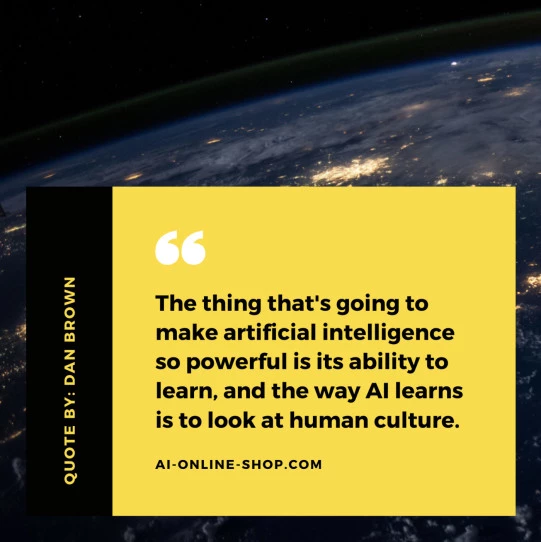 QUOTE BY: DAN BROWN
The thing that's going to
make artificial intelligence
so powerful is its ability to
learn, and the way AI learns
is to look at human culture.
AI-ONLINE-SHOP.COM